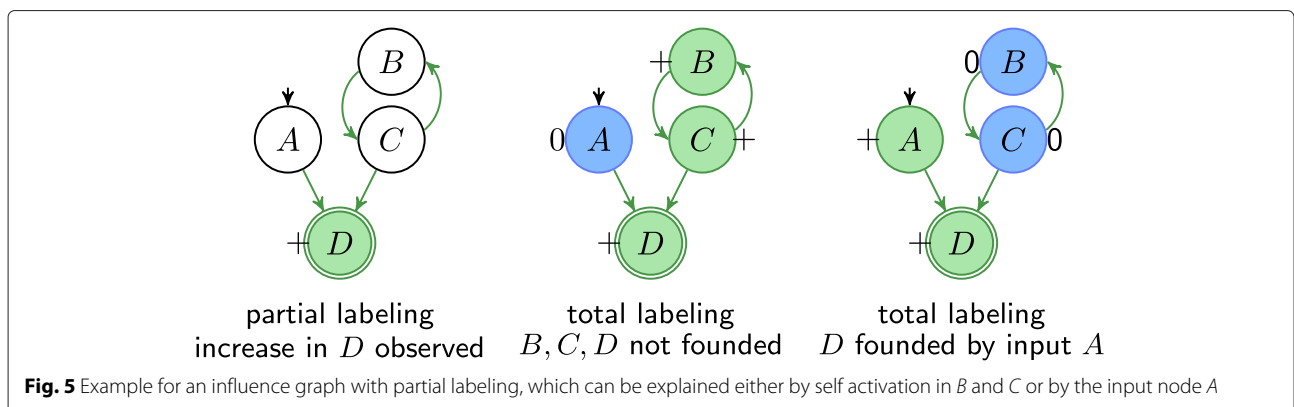 B
+ B
0 B
A
C
0 A
C +
+ A
C 0
+ D
+ D
+ D
partial labeling
increase in D observed
total labeling
B, C, D not founded
total labeling
D founded by input A
Fig. 5 Example for an influence graph with partial labeling, which can be explained either by self activation in B and C or by the input node A